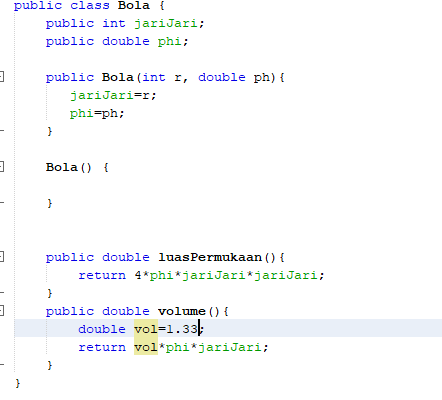 public class Bola {
public int jariJari;
public double phi;
public Bola(int r, double ph){
jariJari=r;
phi=ph;
}
Bola() {
}
public double luasPermukaan(){
return 4*phi*jariJari*jariJari;
}
public double volume(){
double vol=1.33;
return vol*phi*jariJari;
}
}